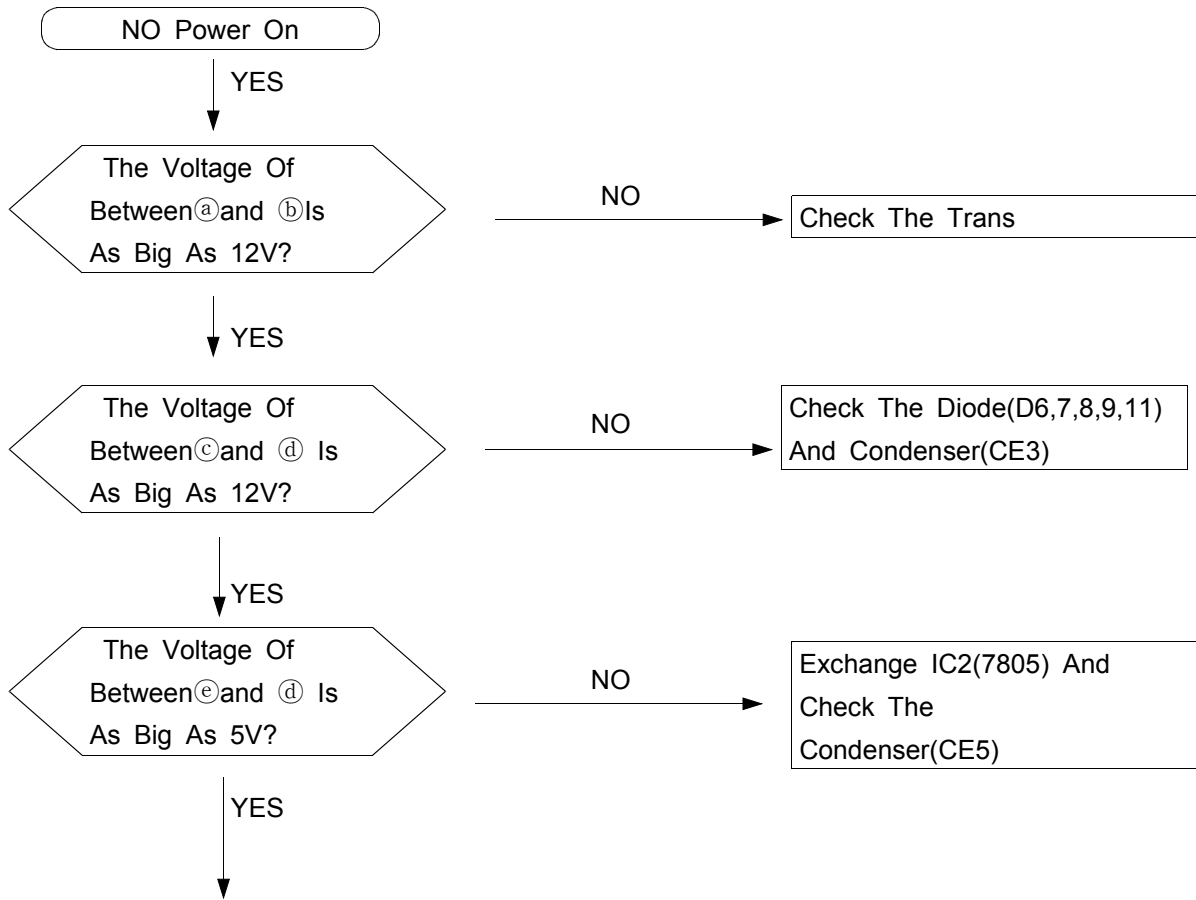 NO Power On
YES
The Voltage Of
Betweenⓐand ⓑIs
As Big As 12V?
NO
Check The Trans
YES
The Voltage Of
Betweenⓒand ⓓ Is
As Big As 12V?
NO
Check The Diode(D6,7,8,9,11)
And Condenser(CE3)
YES
The Voltage Of
Betweenⓔand ⓓ Is
As Big As 5V?
NO
Exchange IC2(7805) And
Check The
Condenser(CE5)
YES